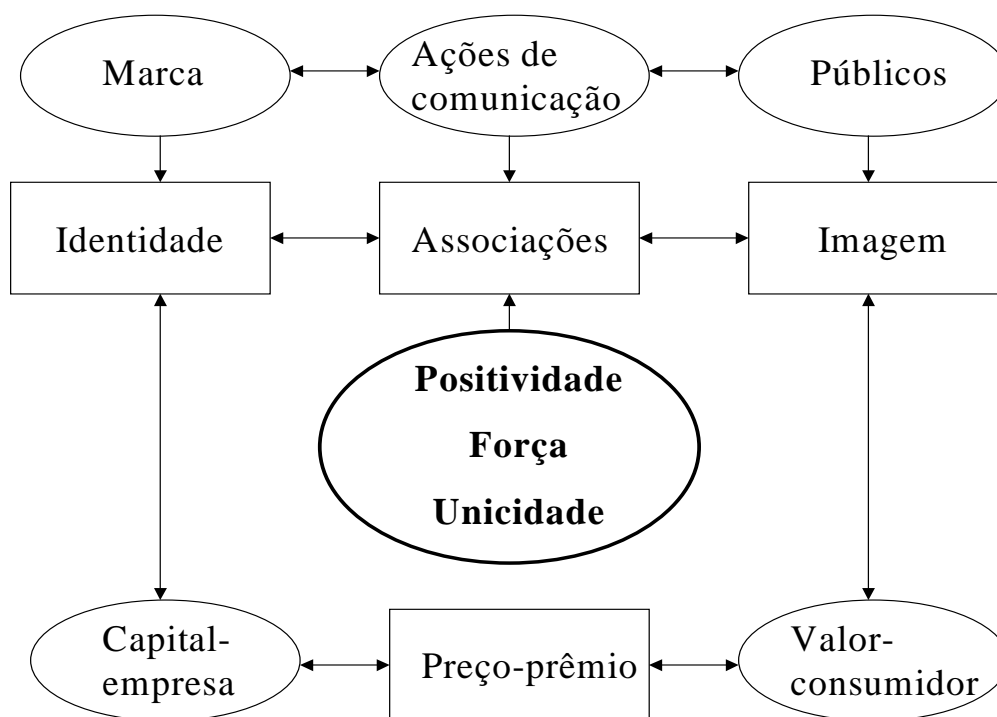 Marca
Ações de
comunicação
Públicos
Identidade
Associações
Imagem
Positividade
Força
Unicidade
Capital-
empresa
Preço-prêmio
Valor-
consumidor